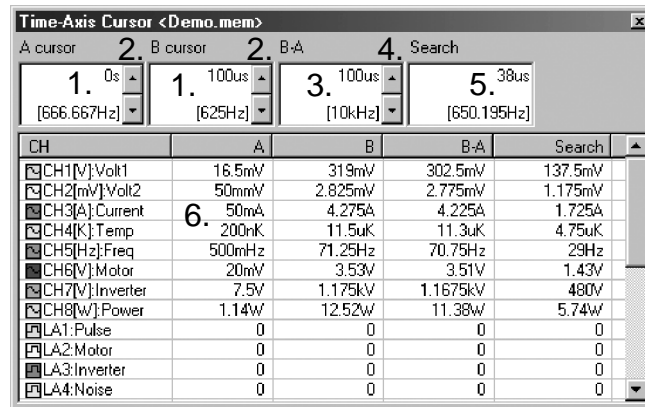 Time-Axis Cursor <Demo.mem>
A cursor 2. B cursor 2. B-A 4. Search
1. 0s 1. 100us 3. 100us 5. 38us
[666.667Hz] [625Hz] [10kHz] [650.195Hz]
CH A B B-A Search
CH1[V]:Volt1 16.5mV 319mV 302.5mV 137.5mV
CH2[mV]:Volt2 50mmV 2.825mV 2.775mV 1.175mV
CH3[A]:Current 6. 50mA 4.275A 4.225A 1.725A
CH4[K]:Temp 200nK 11.5uK 11.3uK 4.75uK
CH5[Hz]:Freq 500mHz 71.25Hz 70.75Hz 29Hz
CH6[V]:Motor 20mV 3.53V 3.51V 1.43V
CH7[V]:Inverter 7.5V 1.175kV 1.1675kV 480V
CH8[W]:Power 1.14W 12.52W 11.38W 5.74W
LA1:Pulse 0 0 0 0
LA2:Motor 0 0 0 0
LA3:Inverter 0 0 0 0
LA4:Noise 0 0 0 0